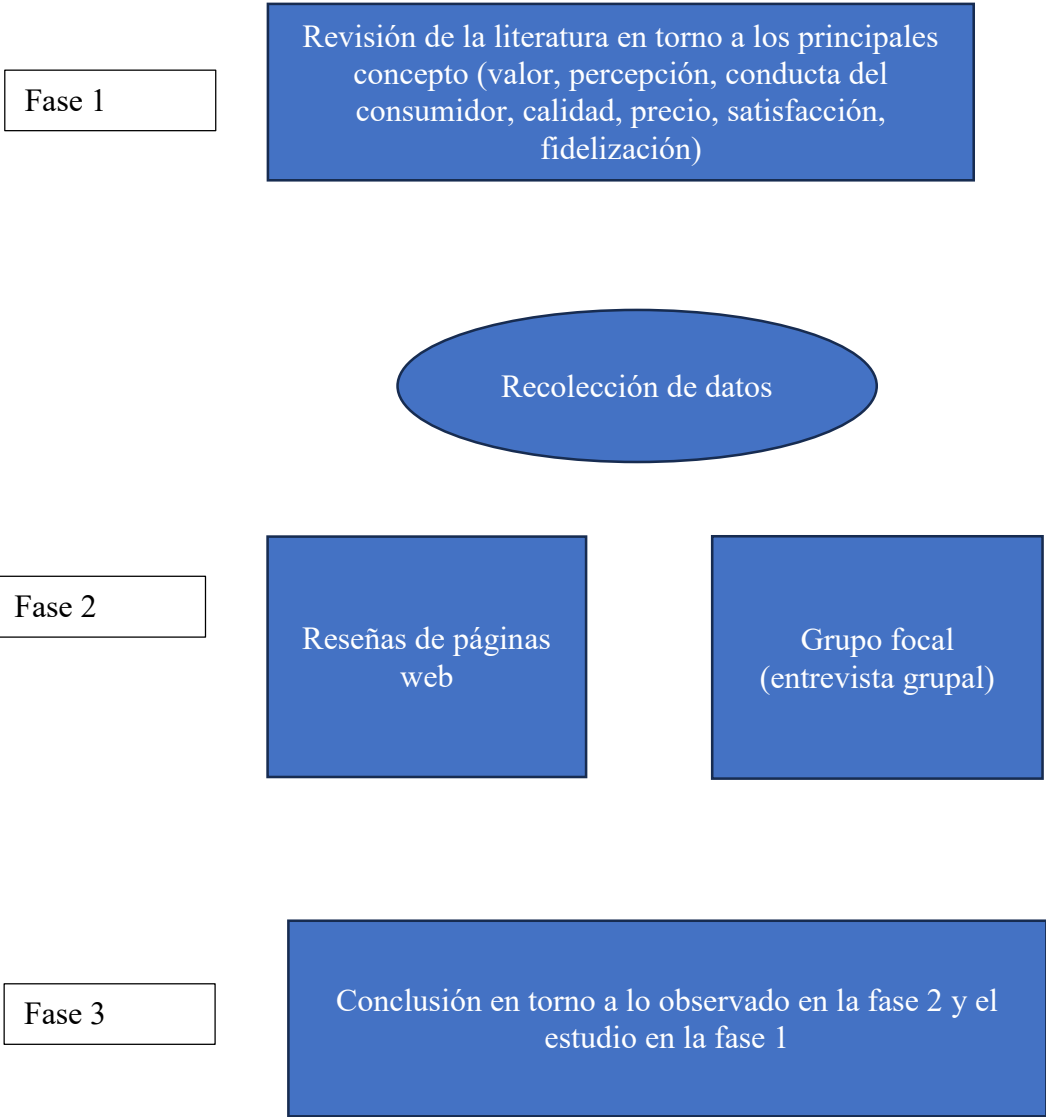 Fase 1
Revisión de la literatura en torno a los principales
concepto (valor, percepción, conducta del
consumidor, calidad, precio, satisfacción,
fidelización)
Recolección de datos
Fase 2
Reseñas de páginas
web
Grupo focal
(entrevista grupal)
Fase 3
Conclusión en torno a lo observado en la fase 2 y el
estudio en la fase 1